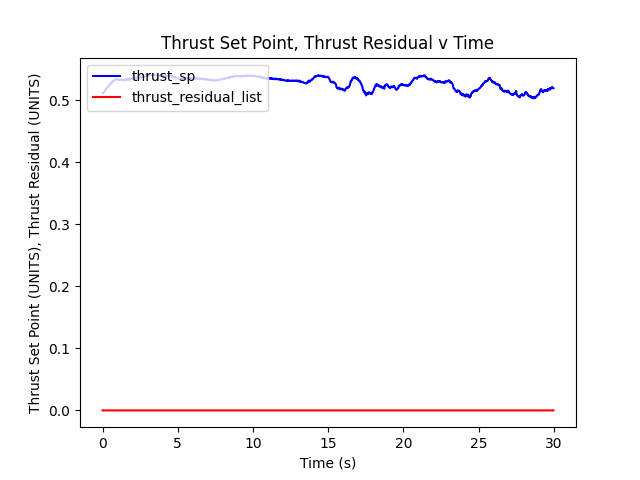 Thrust Set Point, Thrust Residual v Time
thrust_sp
thrust_residual_list
Thrust Set Point (UNITS), Thrust Residual (UNITS)
0.5
0.4
0.3
0.2
0.1
0.0
0 5 10 15 20 25 30
Time (s)